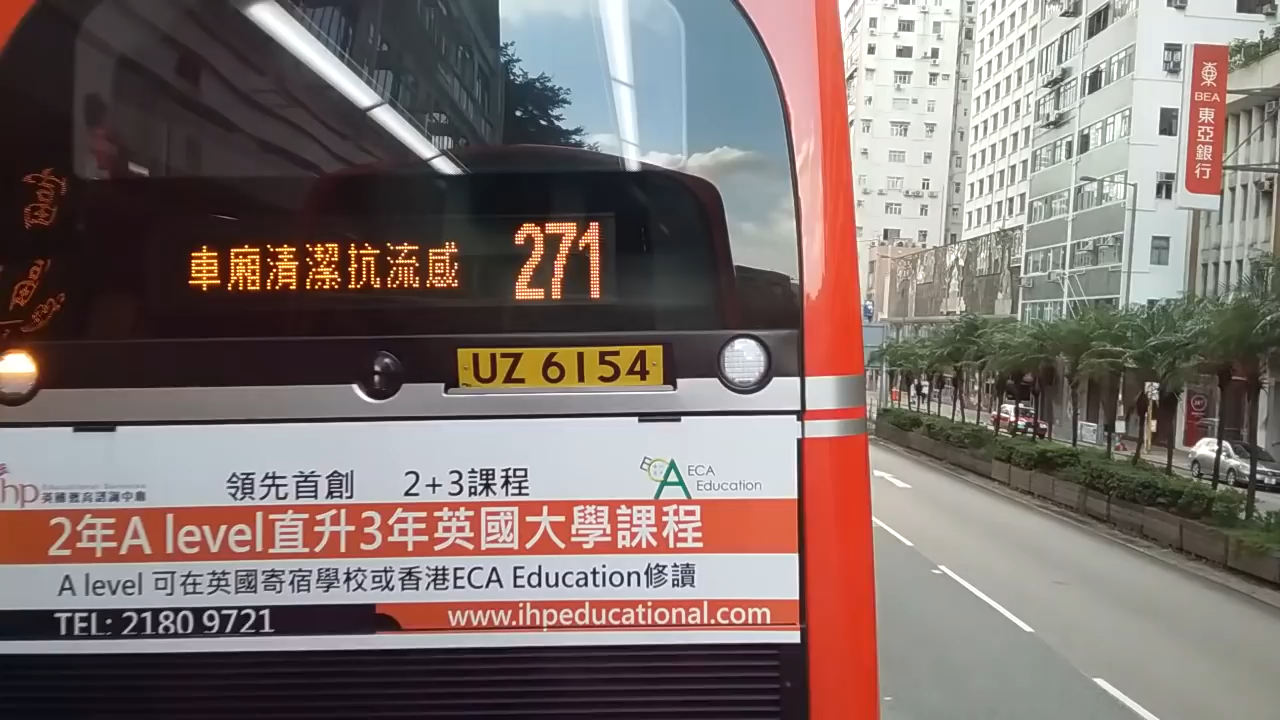 車廂清潔抗流感 271
UZ 6154
hp 英國教育諮詢中心
領先首創 2+3課程
ECA
ECA
Education
2年A level直升3年英國大學課程
A level 可在英國寄宿學校或香港ECA Education修讀
TEL: 2180 9721
www.ihpeducational.com
BEA
東亞銀行